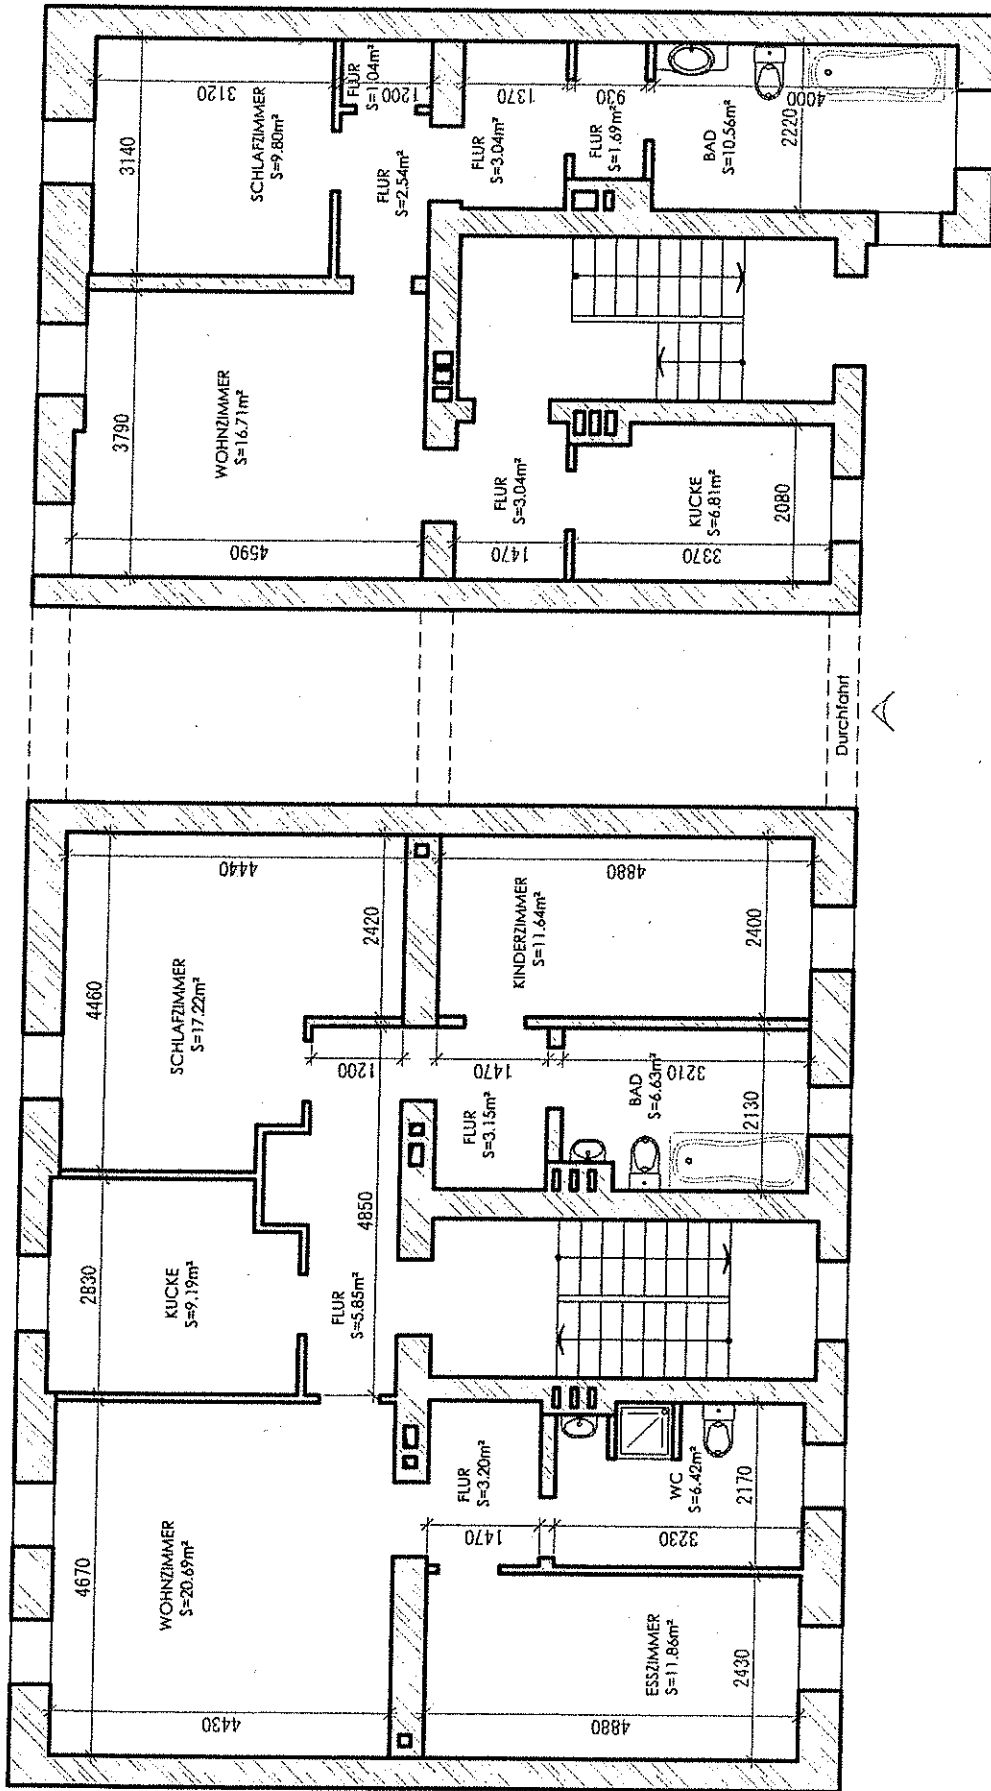 WOHNZIMMER
S=20.69m²
4670
4430
KUCKE
S=9.19m²
2830
SCHLAFZIMMER
S=17.22m²
4460
4440
2420
1200
FLUR
S=5.85m²
4850
FLUR
S=3.20m²
1470
WC
S=6.42m²
3230
2170
ESSZIMMER
S=11.86m²
4880
2430
FLUR
S=3.15m²
1470
BAD
S=6.63m²
3210
2130
KINDERZIMMER
S=11.64m²
4880
2400
Durchfahrt
WOHNZIMMER
S=16.71m²
3790
4590
SCHLAFZIMMER
S=9.80m²
3140
3120
FLUR
S=1.04m²
1200
FLUR
S=2.54m²
FLUR
S=3.04m²
1370
FLUR
S=1.69m²
930
BAD
S=10.56m²
4000
2220
FLUR
S=3.04m²
1470
KUCKE
S=6.81m²
3370
2080